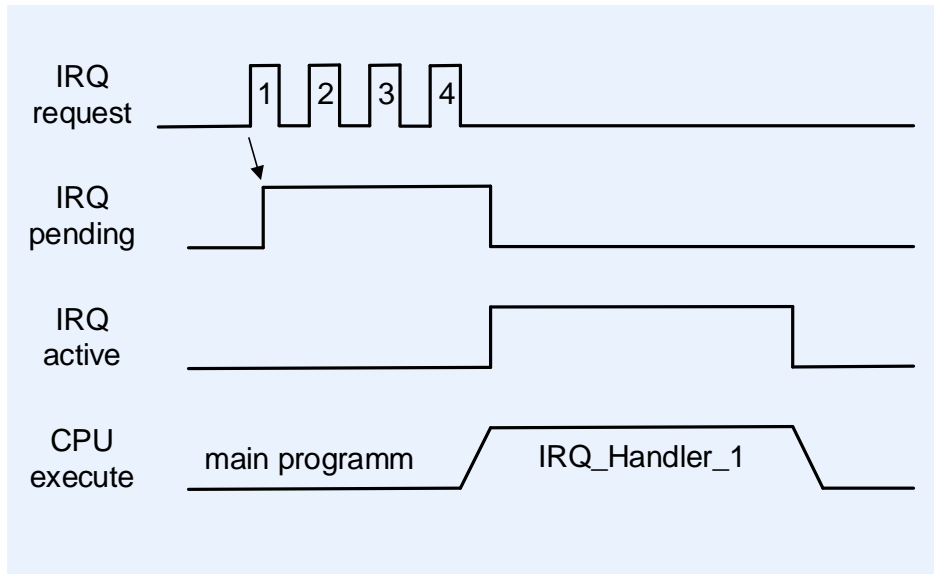 IRQ
request
1 2 3 4
IRQ
pending
IRQ
active
CPU
execute
main programm
IRQ_Handler_1